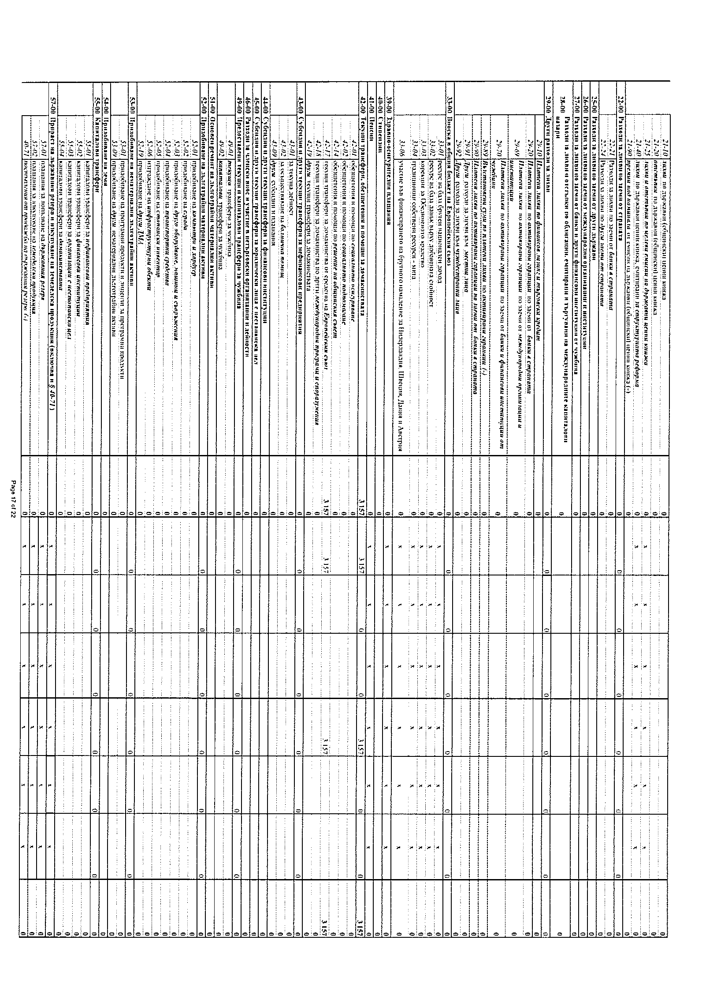 21-10 лихви по държавни (общински) ценни книжа 0 0
21-20 отстъпки по държавни (общински) ценни книжа 0 0
21-25 лихви и отстъпки по целеви емисии на държавни ценни книжа 0 x x x x x x 0
21-40 лихви по държавни ценни книжа, емитирани за структурната реформа 0 x x x x x x 0
21-90 премии над номинала от емисии на държавни (общински) ценни книжа (-) 0 0
22-00 Разходи за лихви по заеми от страната 0 0 0 0 0 0 0 0
22-21 Разходи за лихви по заеми от банки в страната 0 0
22-24 Разходи за лихви по други заеми от страната 0 0
25-00 Разходи за лихви по заеми от други държави 0 0
26-00 Разходи за лихви по заеми от международни организации и институции 0 0
27-00 Разходи за лихви по заеми от банки и други финансови институции от чужбина 0 0
28-00 Разходи за лихви и отстъпки по облигации, емитирани и търгувани на международните капиталови
пазари 0 0
29-00 Други разходи за лихви 0 0 0 0 0 0 0 0
29-10 Платени лихви по финансов лизинг и търговски кредит 0 0
29-20 Платени лихви по активирани гаранции по заеми от банки в страната 0 0
29-69 Платени лихви по активирани гаранции по заеми от международни организации и
институции 0 0
29-70 Платени лихви по активирани гаранции по заеми от банки и финансови институции от
чужбина 0 0
29-89 Възстановени суми по платени лихви по активирани гаранции (-) 0 0
29-90 Платени лихви по активирани гаранции по заеми от банки в страната 0 0
29-91 Други разходи за лихви към местни лица 0 0
29-92 Други разходи за лихви към чуждестранни лица 0 0
33-00 Вноска в общия бюджет на Европейския съюз 0 0 0 0 0 0 0 0
33-01 ресурс на база брутен национален доход 0 x x x x x x 0
33-02 ресурс на база данък върху добавената стойност 0 x x x x x x 0
33-03 корекция за Обединеното кралство 0 x x x x x x 0
33-04 традиционни собствени ресурси - мита 0 x x x x x x 0
33-06 участие във финансирането на брутното намаление за Нидерландия, Швеция, Дания и Австрия 0 x x x x x x 0
39-00 Здравно-осигурителни плащания 0 x x x x x x 0
40-00 Стипендии 0 0
41-00 Пенсии 0 x x x x x x 0
42-00 Текущи трансфери, обезщетения и помощи за домакинствата 3 157 3 157 0 0 3 157 0 0 3 157
42-01 обезщетения и помощи по социалното осигуряване 0 0
42-02 обезщетения и помощи по социалното подпомагане 0 0
42-14 обезщетения и помощи по решение на общинския съвет 0 0
42-17 текущи трансфери за домакинства от средства на Европейския съюз 3 157 3 157 3 157 3 157
42-18 текущи трансфери за домакинства по други международни програми и споразумения 0 0
42-19 други текущи трансфери за домакинствата 0 0
43-00 Субсидии и други текущи трансфери за нефинансови предприятия 0 0 0 0 0 0 0 0
43-01 за текуща дейност 0 0
43-02 за осъществяване на болнична помощ 0 0
43-09 други субсидии и плащания 0 0
44-00 Субсидии и други текущи трансфери за финансови институции 0 0
45-00 Субсидии и други текущи трансфери за юридически лица с нестопанска цел 0 0
46-00 Разходи за членски внос и участие в нетърговски организации и дейности 0 0
49-00 Предоставени текущи и капиталови трансфери за чужбина 0 0 0 0 0 0 0 0
49-01 текущи трансфери за чужбина 0 0
49-02 капиталови трансфери за чужбина 0 0
51-00 Основен ремонт на дълготрайни материални активи 0 0
52-00 Придобиване на дълготрайни материални активи 0 0 0 0 0 0 0 0
52-01 придобиване на компютри и хардуер 0 0
52-02 придобиване на сгради 0 0
52-03 придобиване на друго оборудване, машини и съоръжения 0 0
52-04 придобиване на транспортни средства 0 0
52-05 придобиване на стопански инвентар 0 0
52-06 изграждане на инфраструктурни обекти 0 0
52-19 придобиване на други ДМА 0 0
53-00 Придобиване на нематериални дълготрайни активи 0 0 0 0 0 0 0 0
53-01 придобиване на програмни продукти и лицензи за програмни продукти 0 0
53-09 придобиване на други нематериални дълготрайни активи 0 0
54-00 Придобиване на земя 0 0
55-00 Капиталови трансфери 0 0 0 0 0 0 0 0
55-01 капиталови трансфери за нефинансови предприятия 0 0
55-02 капиталови трансфери за финансови институции 0 0
55-03 капиталови трансфери за организации с нестопанска цел 0 0
55-04 капиталови трансфери за домакинствата 0 0
57-00 Прираст на държавния резерв и изкупуване на земеделска продукция (включва и § 40-71) 0 x x x x x x 0
57-01 плащания за попълване на държавния резерв 0 x x x x x x 0
57-02 плащания за изкупуване на земеделска продукция 0 x x x x x x 0
40-71 постъпления от продажба на държавни резерви (-) 0 x x x x x x 0
Page 17 of 22